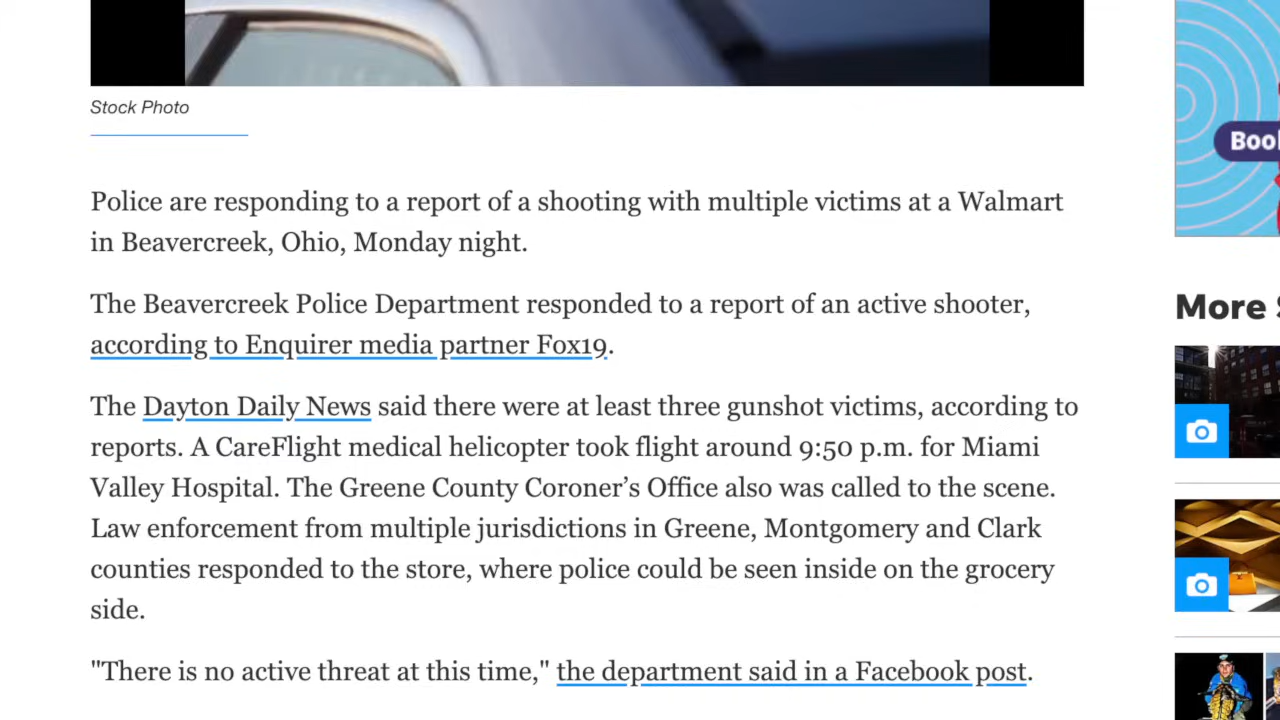 Stock Photo
Police are responding to a report of a shooting with multiple victims at a Walmart
in Beavercreek, Ohio, Monday night.
The Beavercreek Police Department responded to a report of an active shooter,
according to Enquirer media partner Fox19.
The Dayton Daily News said there were at least three gunshot victims, according to
reports. A CareFlight medical helicopter took flight around 9:50 p.m. for Miami
Valley Hospital. The Greene County Coroner’s Office also was called to the scene.
Law enforcement from multiple jurisdictions in Greene, Montgomery and Clark
counties responded to the store, where police could be seen inside on the grocery
side.
"There is no active threat at this time," the department said in a Facebook post.
More